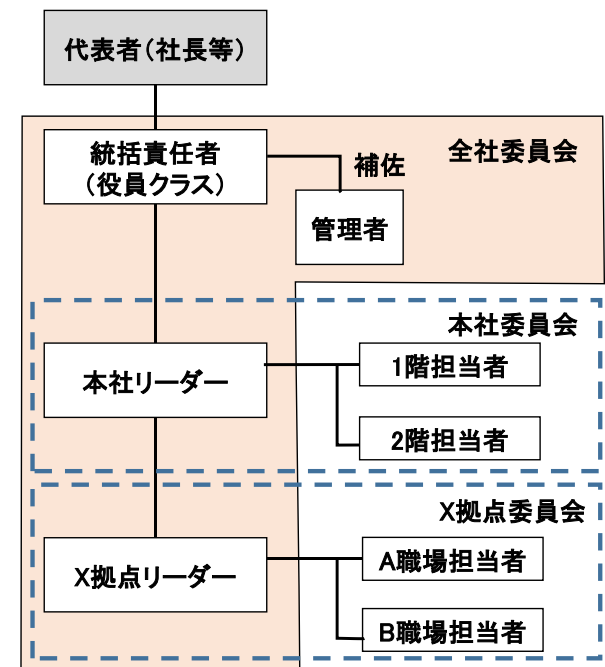 代表者（社長等）
統括責任者
（役員クラス）
補佐
全社委員会
管理者
本社委員会
本社リーダー
1階担当者
2階担当者
X拠点委員会
X拠点リーダー
A職場担当者
B職場担当者